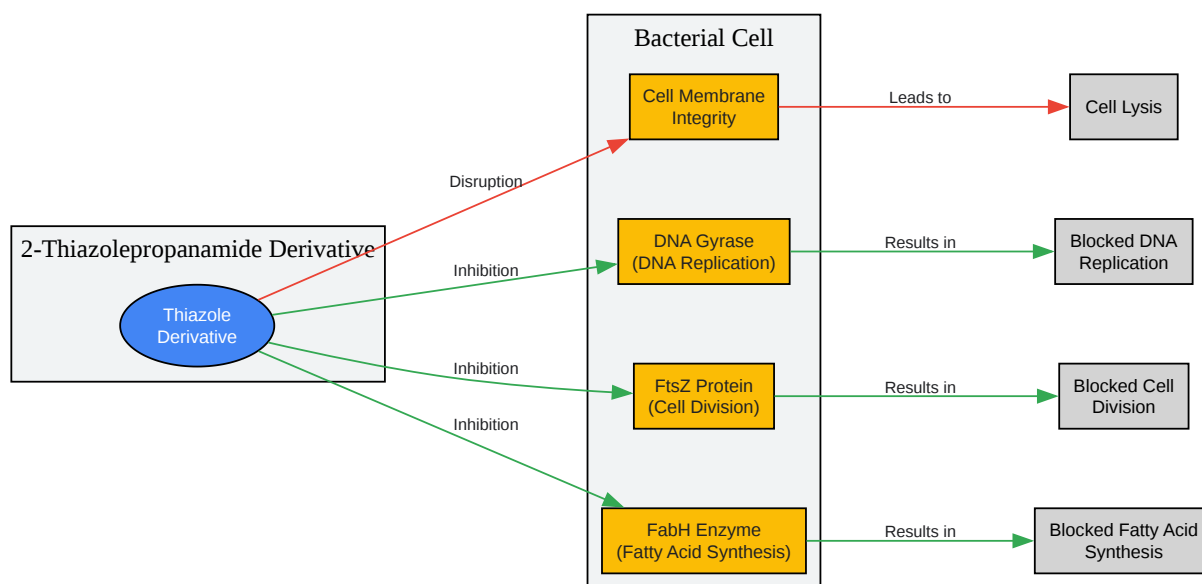 Bacterial Cell
Cell Membrane
Integrity
Leads to
Cell Lysis
Disruption
2-Thiazolepropanamide Derivative
Thiazole
Derivative
Inhibition
DNA Gyrase
(DNA Replication)
Results in
Blocked DNA
Replication
Inhibition
FtsZ Protein
(Cell Division)
Results in
Blocked Cell
Division
Inhibition
FabH Enzyme
(Fatty Acid Synthesis)
Results in
Blocked Fatty Acid
Synthesis